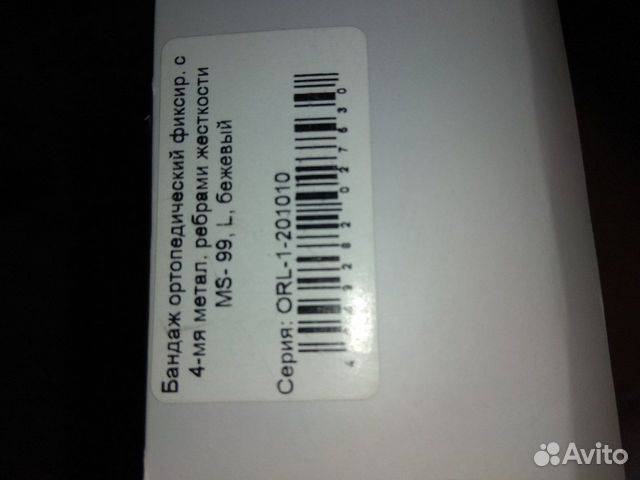 Бандаж ортопедический фиксир. с
4-мя метал. ребрами жесткости
MS- 99, L, бежевый
Серия: ORL-1-201010
Avito